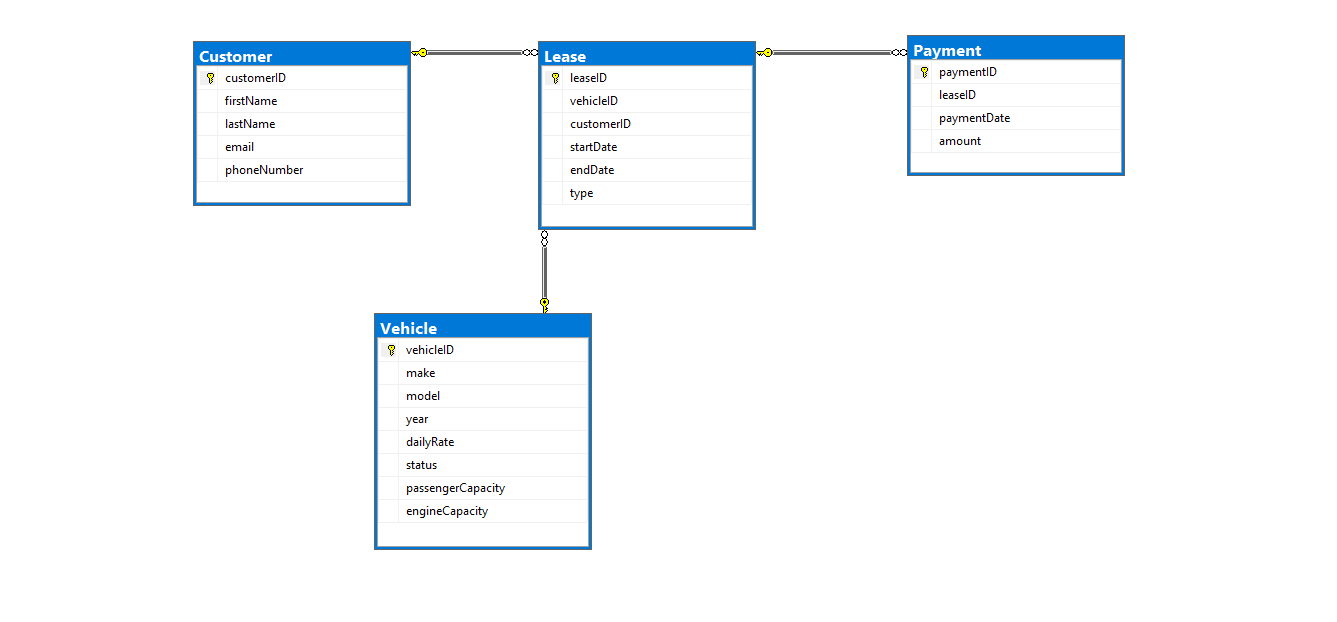 Customer
customerID
firstName
lastName
email
phoneNumber
Lease
leaseID
vehicleID
customerID
startDate
endDate
type
Payment
paymentID
leaseID
paymentDate
amount
Vehicle
vehicleID
make
model
year
dailyRate
status
passengerCapacity
engineCapacity